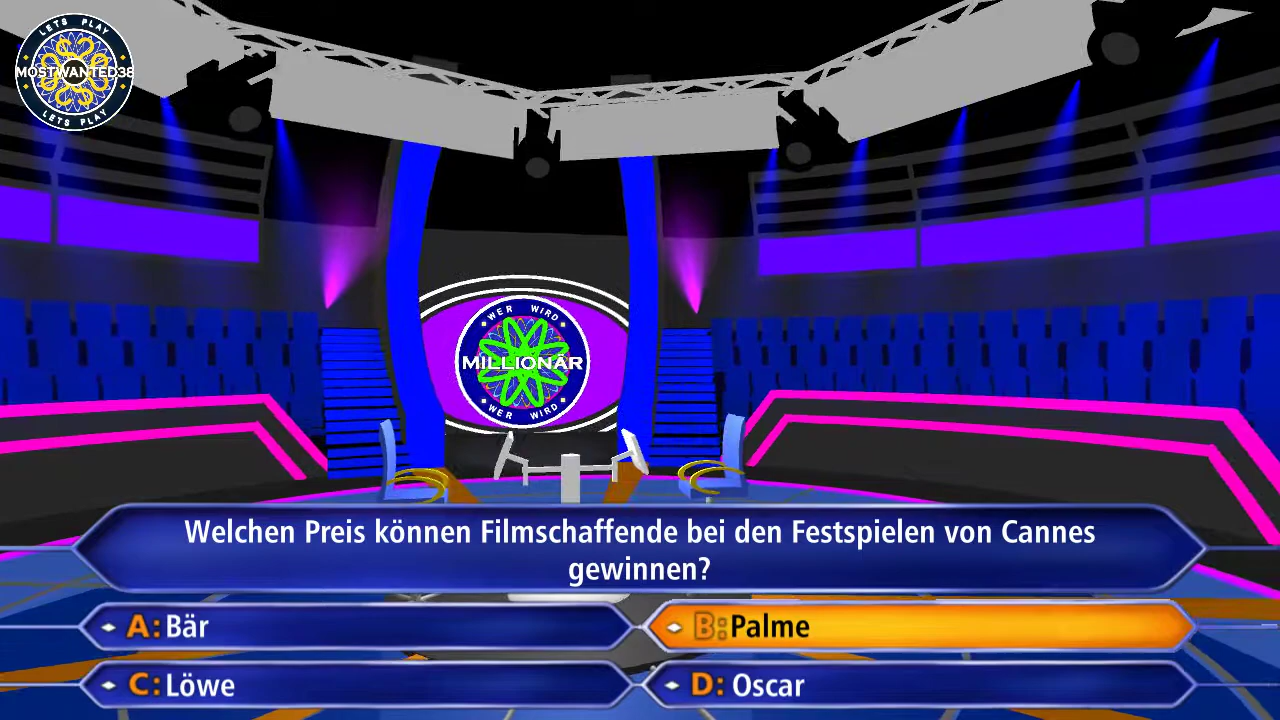 LETS PLAY
MOSTWANTED38
LETS PLAY
WER WIRD
MILLIONÄR
WER WIRD
Welchen Preis können Filmschaffende bei den Festspielen von Cannes
gewinnen?
A: Bär
B: Palme
C: Löwe
D: Oscar